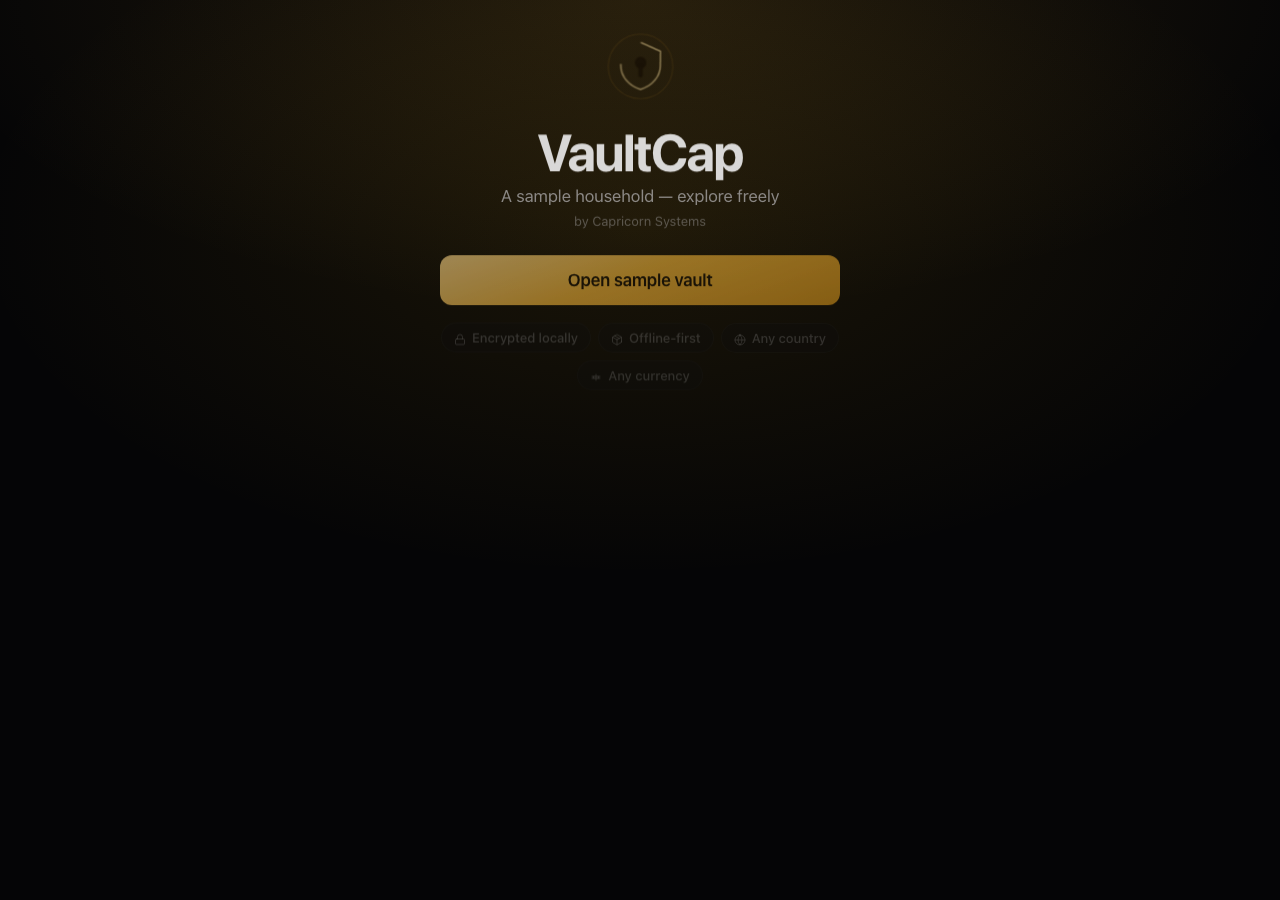 VaultCap
A sample household — explore freely
by Capricorn Systems
Open sample vault
Encrypted locally
Offline-first
Any country
Any currency